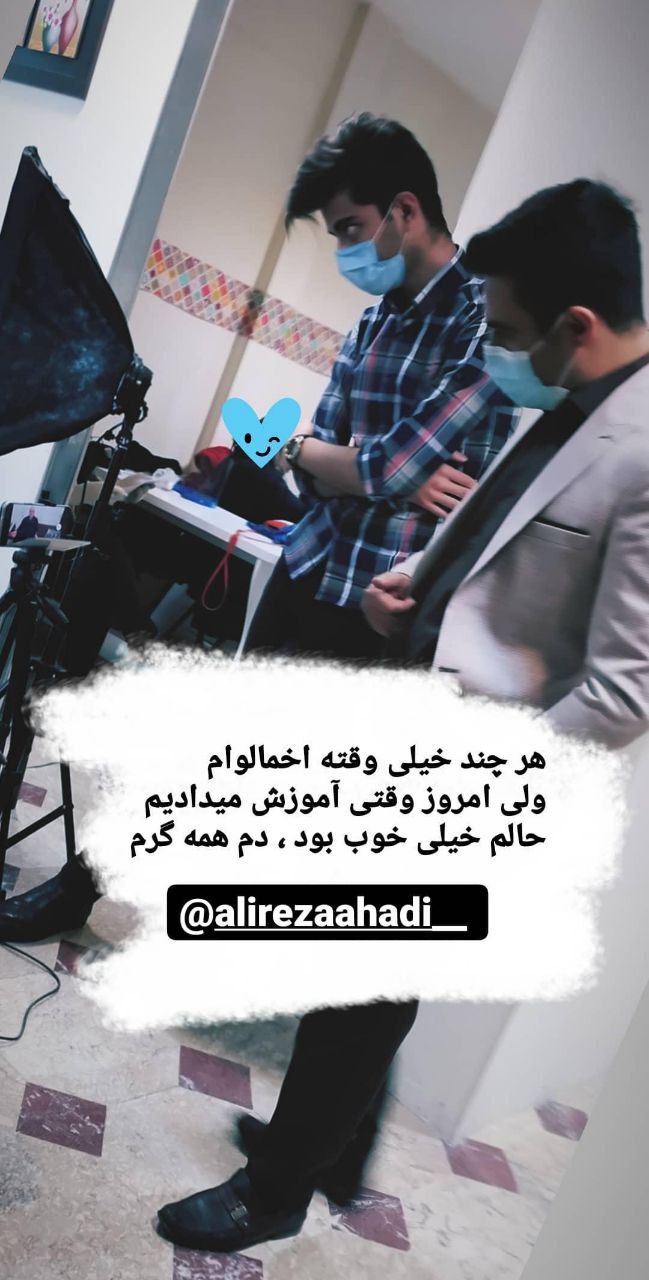 هر چند خیلی وقته اخمالوام
ولی امروز وقتی آموزش میدادیم
حالم خیلی خوب بود ، دم همه گرم
@alirezaahadi__